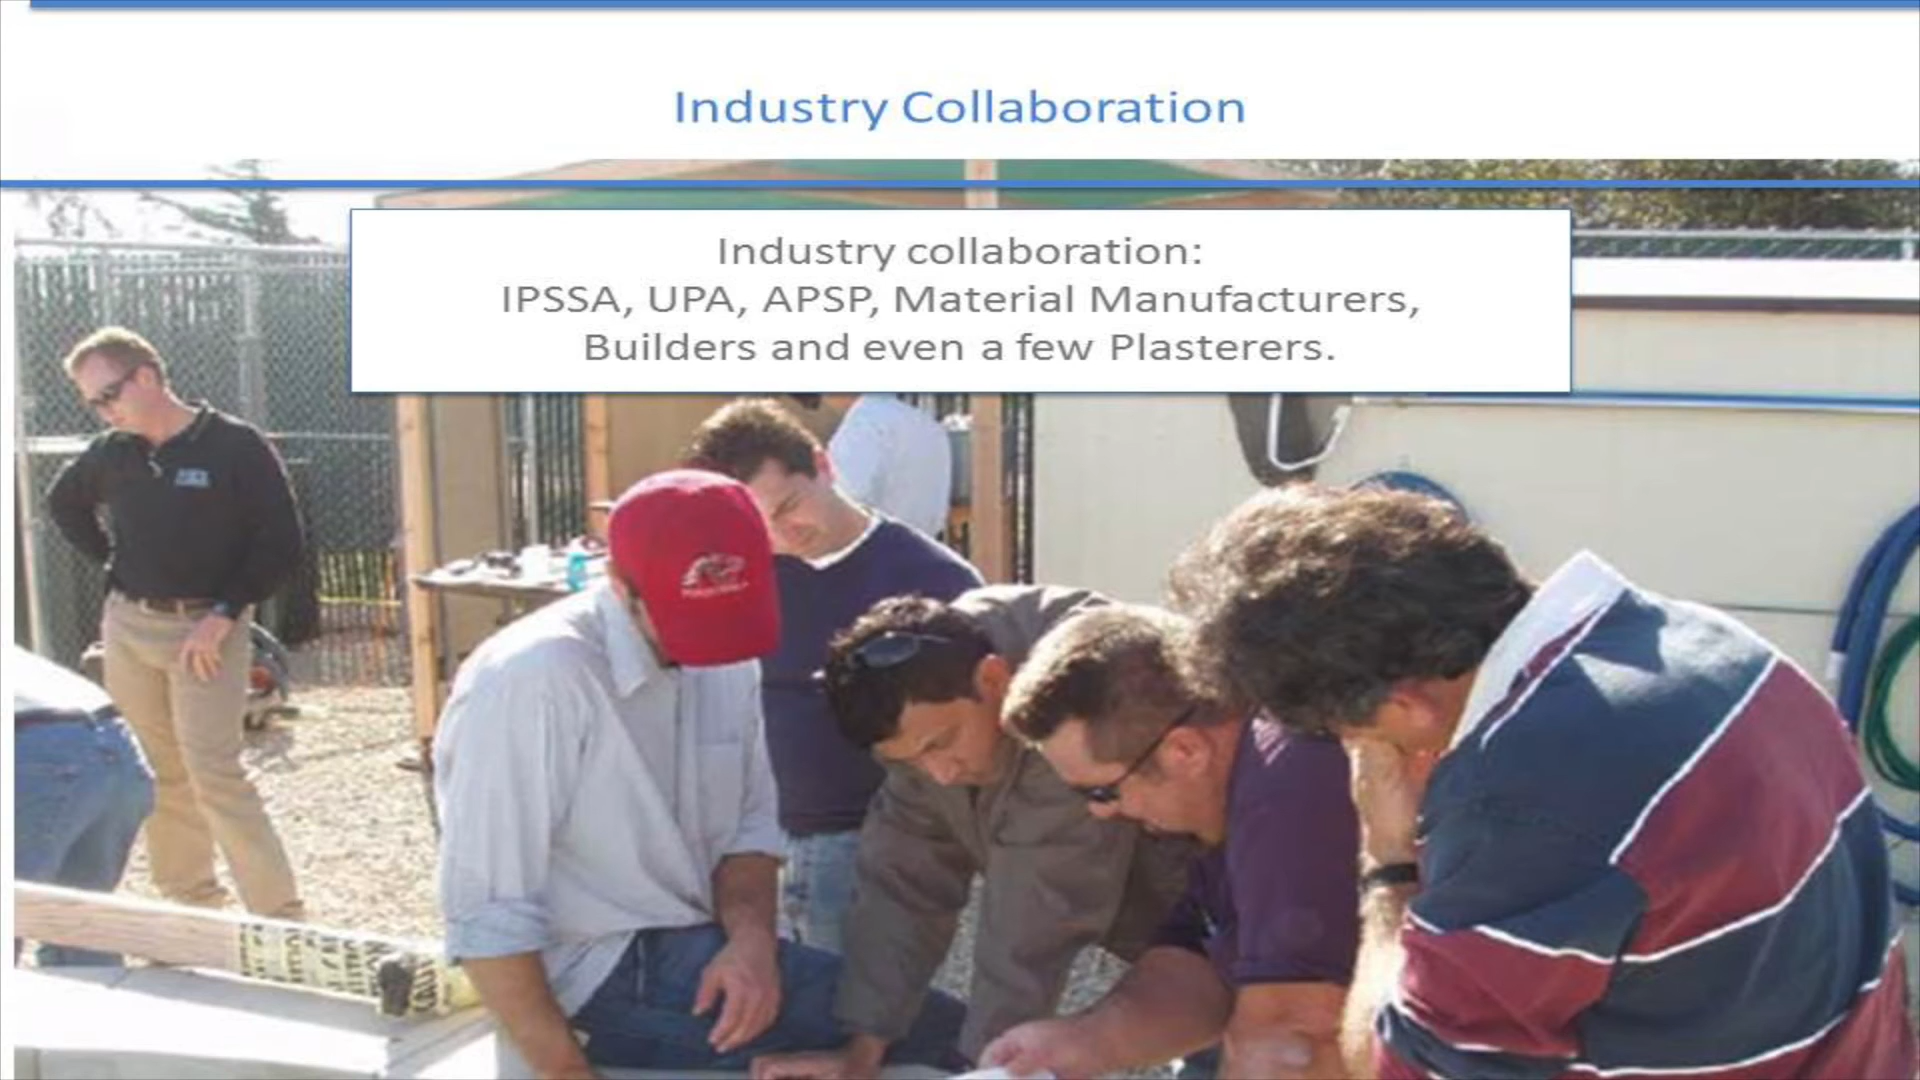 Industry Collaboration
Industry collaboration:
IPSSA, UPA, APSP, Material Manufacturers,
Builders and even a few Plasterers.